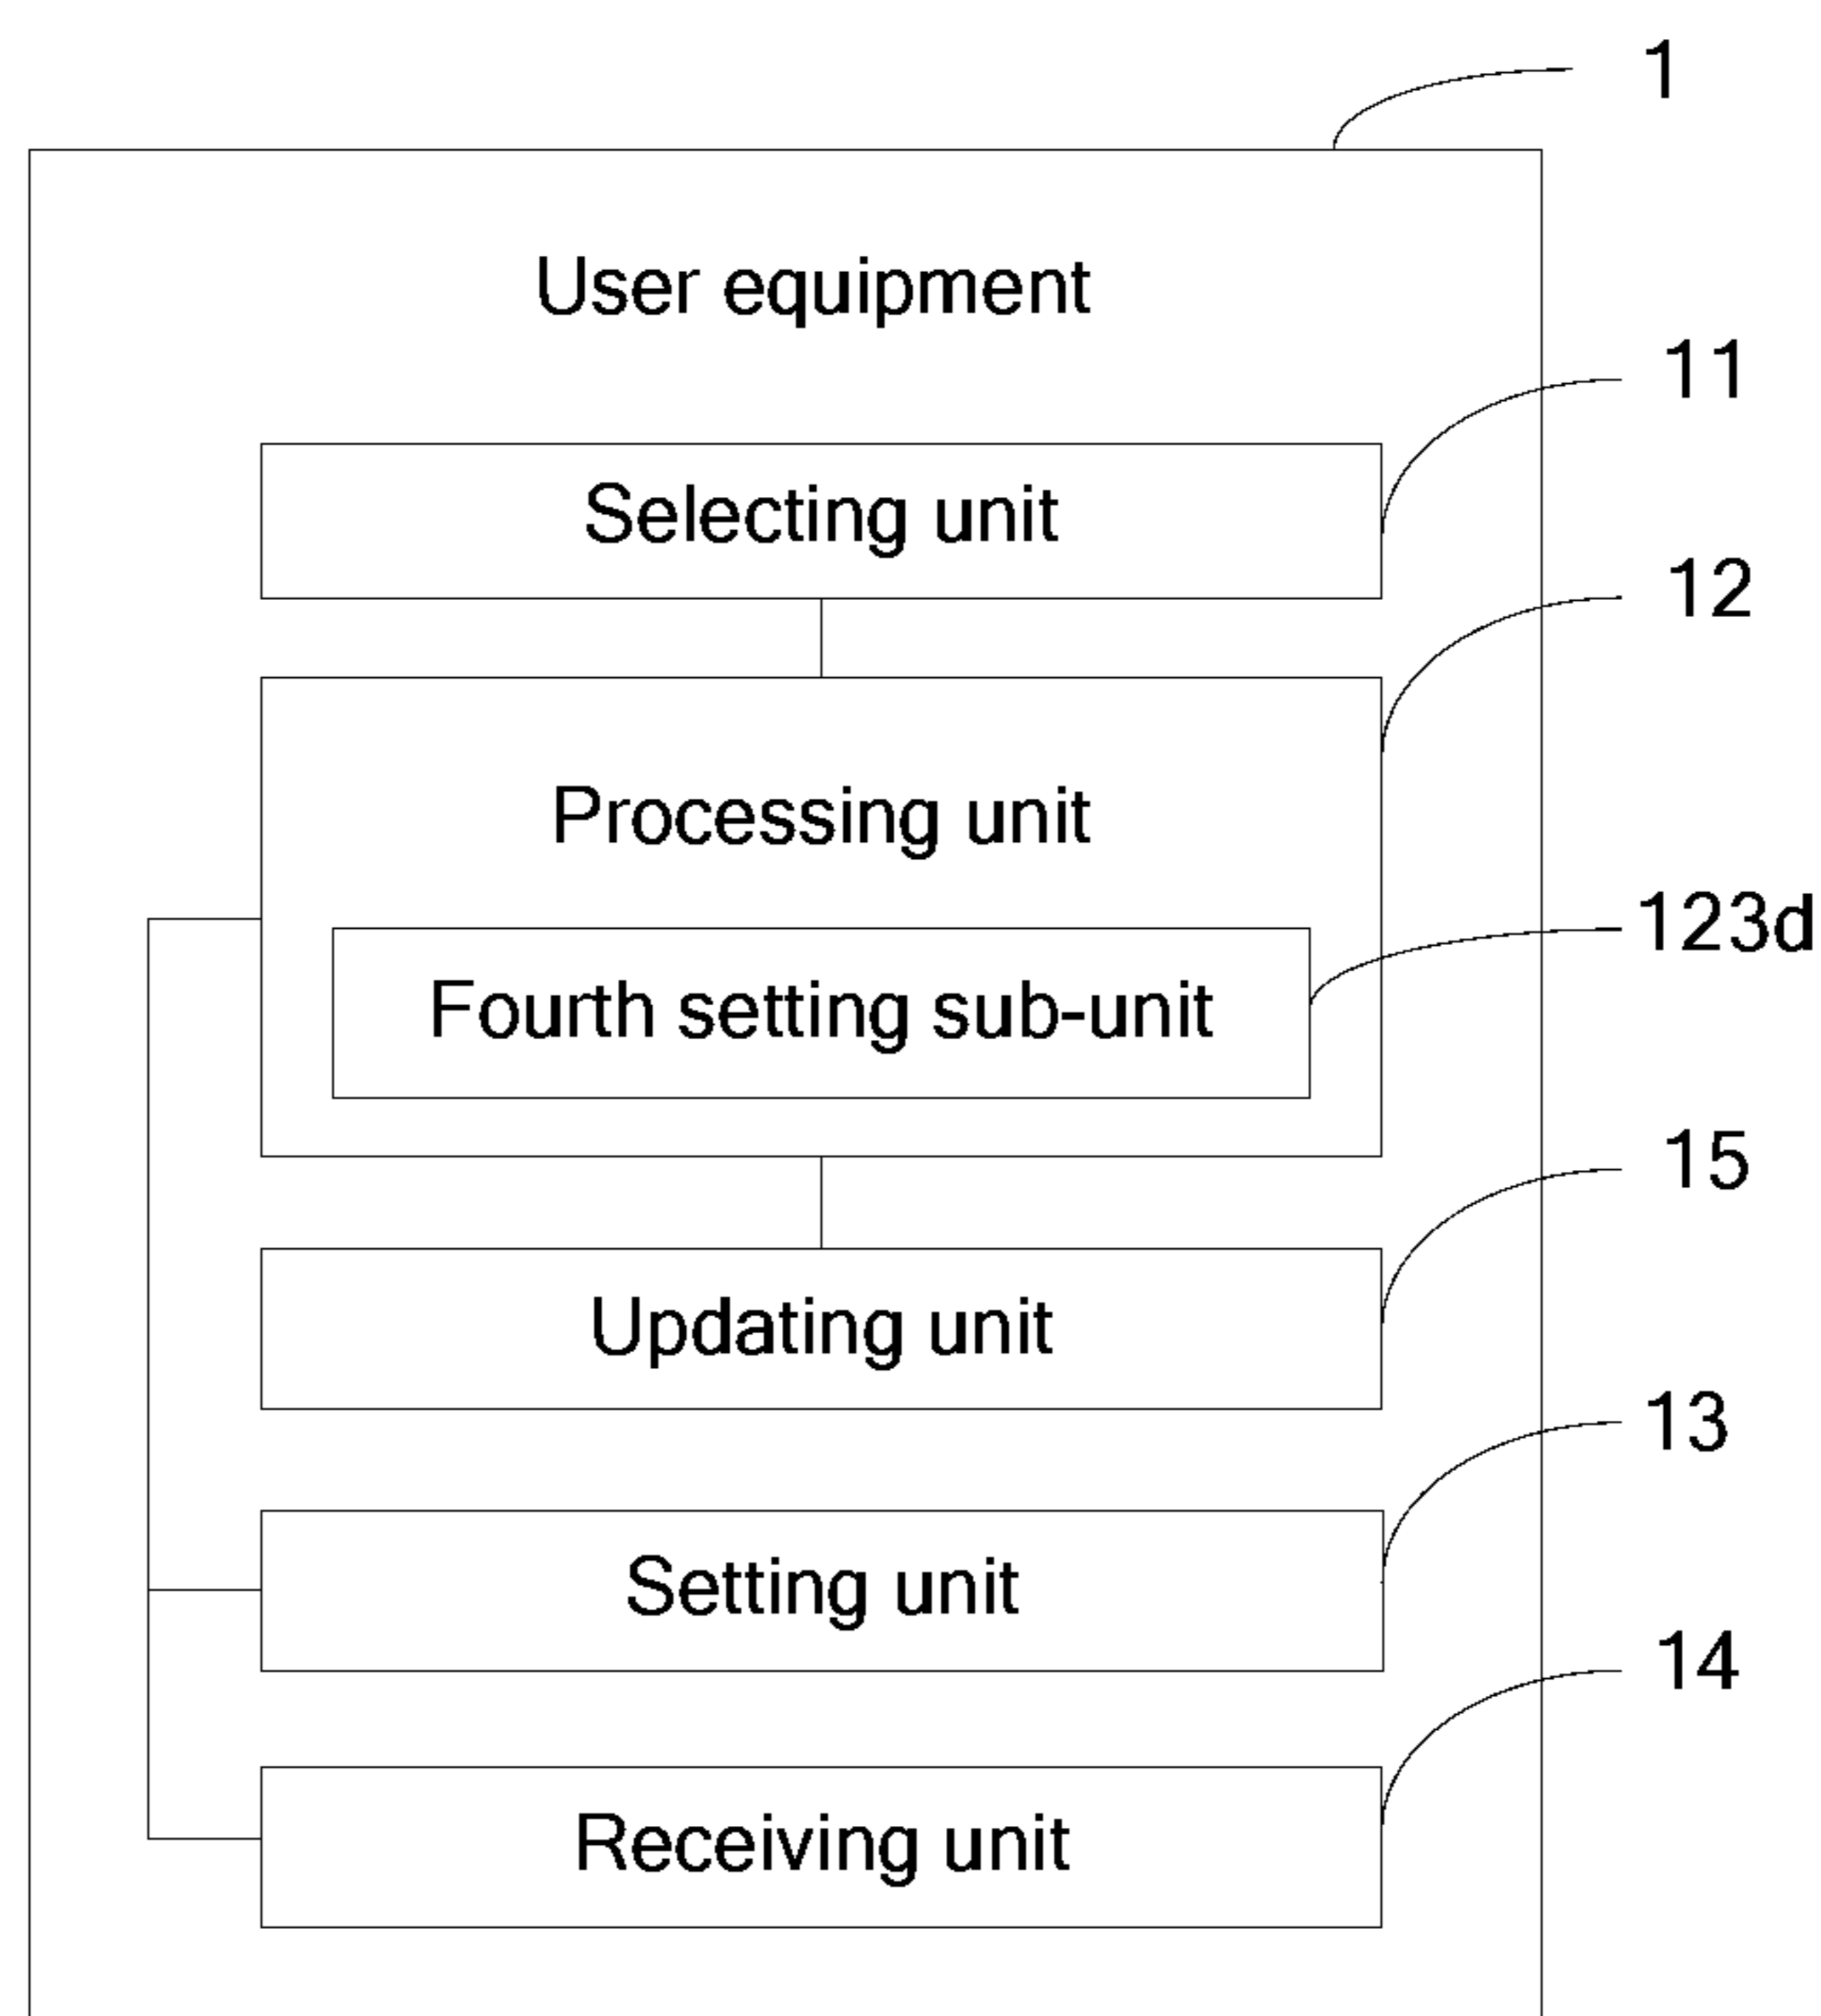 1
User equipment
11
Selecting unit
12
Processing unit
123d
Fourth setting sub-unit
15
Updating unit
13
Setting unit
14
Receiving unit